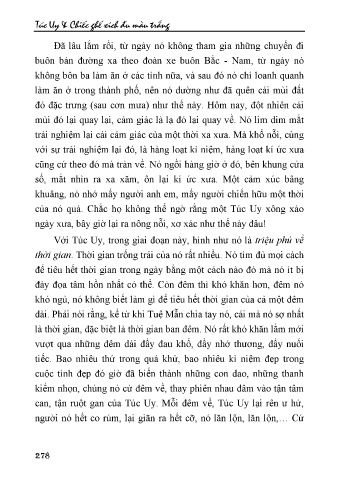 Túc Uy & Chiếc ghế xích đu màu trắng
Đã lâu lắm rồi, từ ngày nó không tham gia những chuyến đi
buôn bán đường xa theo đoàn xe buôn Bắc - Nam, từ ngày nó
không bôn ba làm ăn ở các tỉnh nữa, và sau đó nó chỉ loanh quanh
làm ăn ở trong thành phố, nên nó dường như đã quên cái mùi đất
đỏ đặc trưng (sau cơn mưa) như thế này. Hôm nay, đột nhiên cái
mùi đó lại quay lại, cảm giác là lạ đó lại quay về. Nó lim dim mắt
trải nghiệm lại cái cảm giác của một thời xa xưa. Mà khổ nỗi, cùng
với sự trải nghiệm lại đó, là hàng loạt kỉ niệm, hàng loạt kí ức xưa
cũng cứ theo đó mà tràn về. Nó ngồi hàng giờ ở đó, bên khung cửa
sổ, mắt nhìn ra xa xăm, ôn lại kí ức xưa. Một cảm xúc bâng
khuâng, nó nhớ mấy người anh em, mấy người chiến hữu một thời
của nó quá. Chắc họ không thể ngờ rằng một Túc Uy xông xáo
ngày xưa, bây giờ lại ra nông nỗi, xơ xác như thế này đâu!
Với Túc Uy, trong giai đoạn này, hình như nó là triệu phú về
thời gian. Thời gian trống trải của nó rất nhiều. Nó tìm đủ mọi cách
để tiêu hết thời gian trong ngày bằng một cách nào đó mà nó ít bị
đày đọa tâm hồn nhất có thể. Còn đêm thì khó khăn hơn, đêm nó
khó ngủ, nó không biết làm gì để tiêu hết thời gian của cả một đêm
dài. Phải nói rằng, kể từ khi Tuệ Mẫn chia tay nó, cái mà nó sợ nhất
là thời gian, đặc biệt là thời gian ban đêm. Nó rất khó khăn lắm mới
vượt qua những đêm dài đầy đau khổ, đầy nhớ thương, đầy nuối
tiếc. Bao nhiêu thứ trong quá khứ, bao nhiêu kỉ niệm đẹp trong
cuộc tình đẹp đó giờ đã biến thành những con dao, những thanh
kiếm nhọn, chúng nó cứ đêm về, thay phiên nhau đâm vào tận tâm
can, tận ruột gan của Túc Uy. Mỗi đêm về, Túc Uy lại rên ư hử,
người nó hết co rúm, lại giãn ra hết cỡ, nó lăn lộn, lăn lộn,… Cứ
278